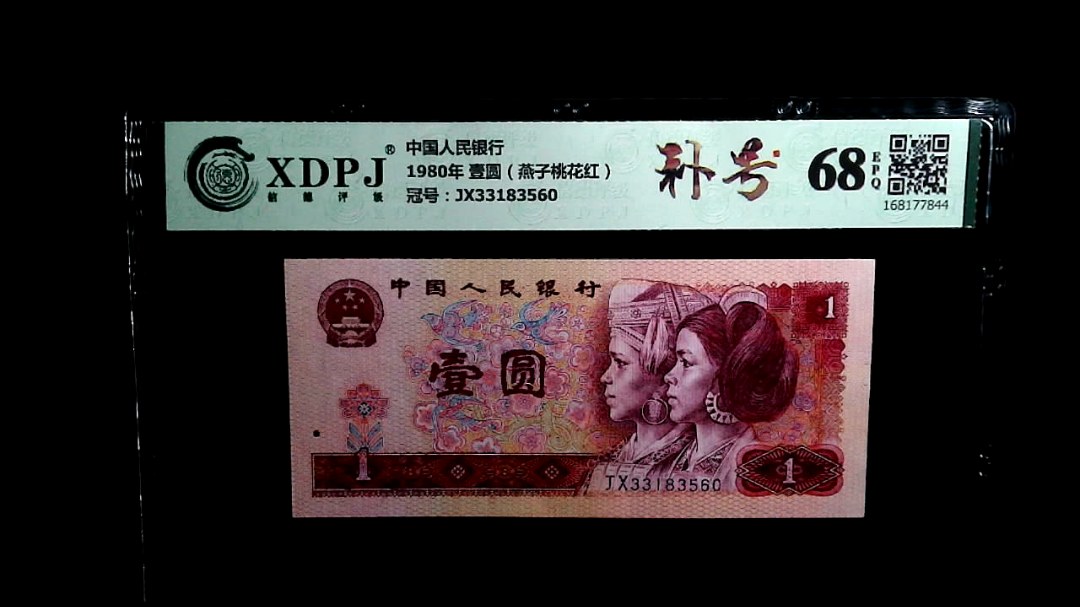 XDPJ®
信德评级
中国人民银行
1980年 壹圆（燕子桃花红）
冠号：JX33183560
补号
68
EPQ
168177844
中国人民银行
1
壹圆
1
1
JX33183560